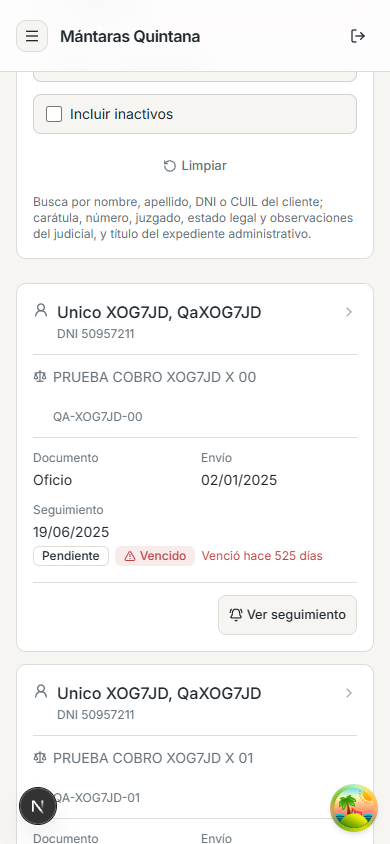 Mántaras Quintana
Incluir inactivos
Limpiar
Busca por nombre, apellido, DNI o CUIL del cliente;
carátula, número, juzgado, estado legal y observaciones
del judicial, y título del expediente administrativo.
Unico XOG7JD, QaXOG7JD
DNI 50957211
PRUEBA COBRO XOG7JD X 00
QA-XOG7JD-00
Documento Envío
Oficio 02/01/2025
Seguimiento
19/06/2025
Pendiente Vencido Venció hace 525 días
Ver seguimiento
Unico XOG7JD, QaXOG7JD
DNI 50957211
PRUEBA COBRO XOG7JD X 01
N QA-XOG7JD-01
Documento Envío